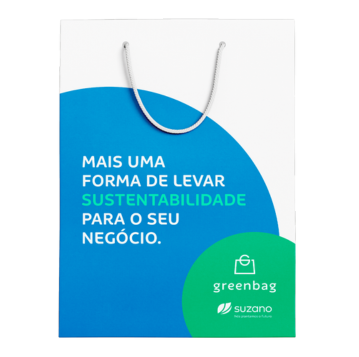 MAIS UMA
FORMA DE LEVAR
SUSTENTABILIDADE
PARA O SEU
NEGÓCIO.
greenbag
suzano